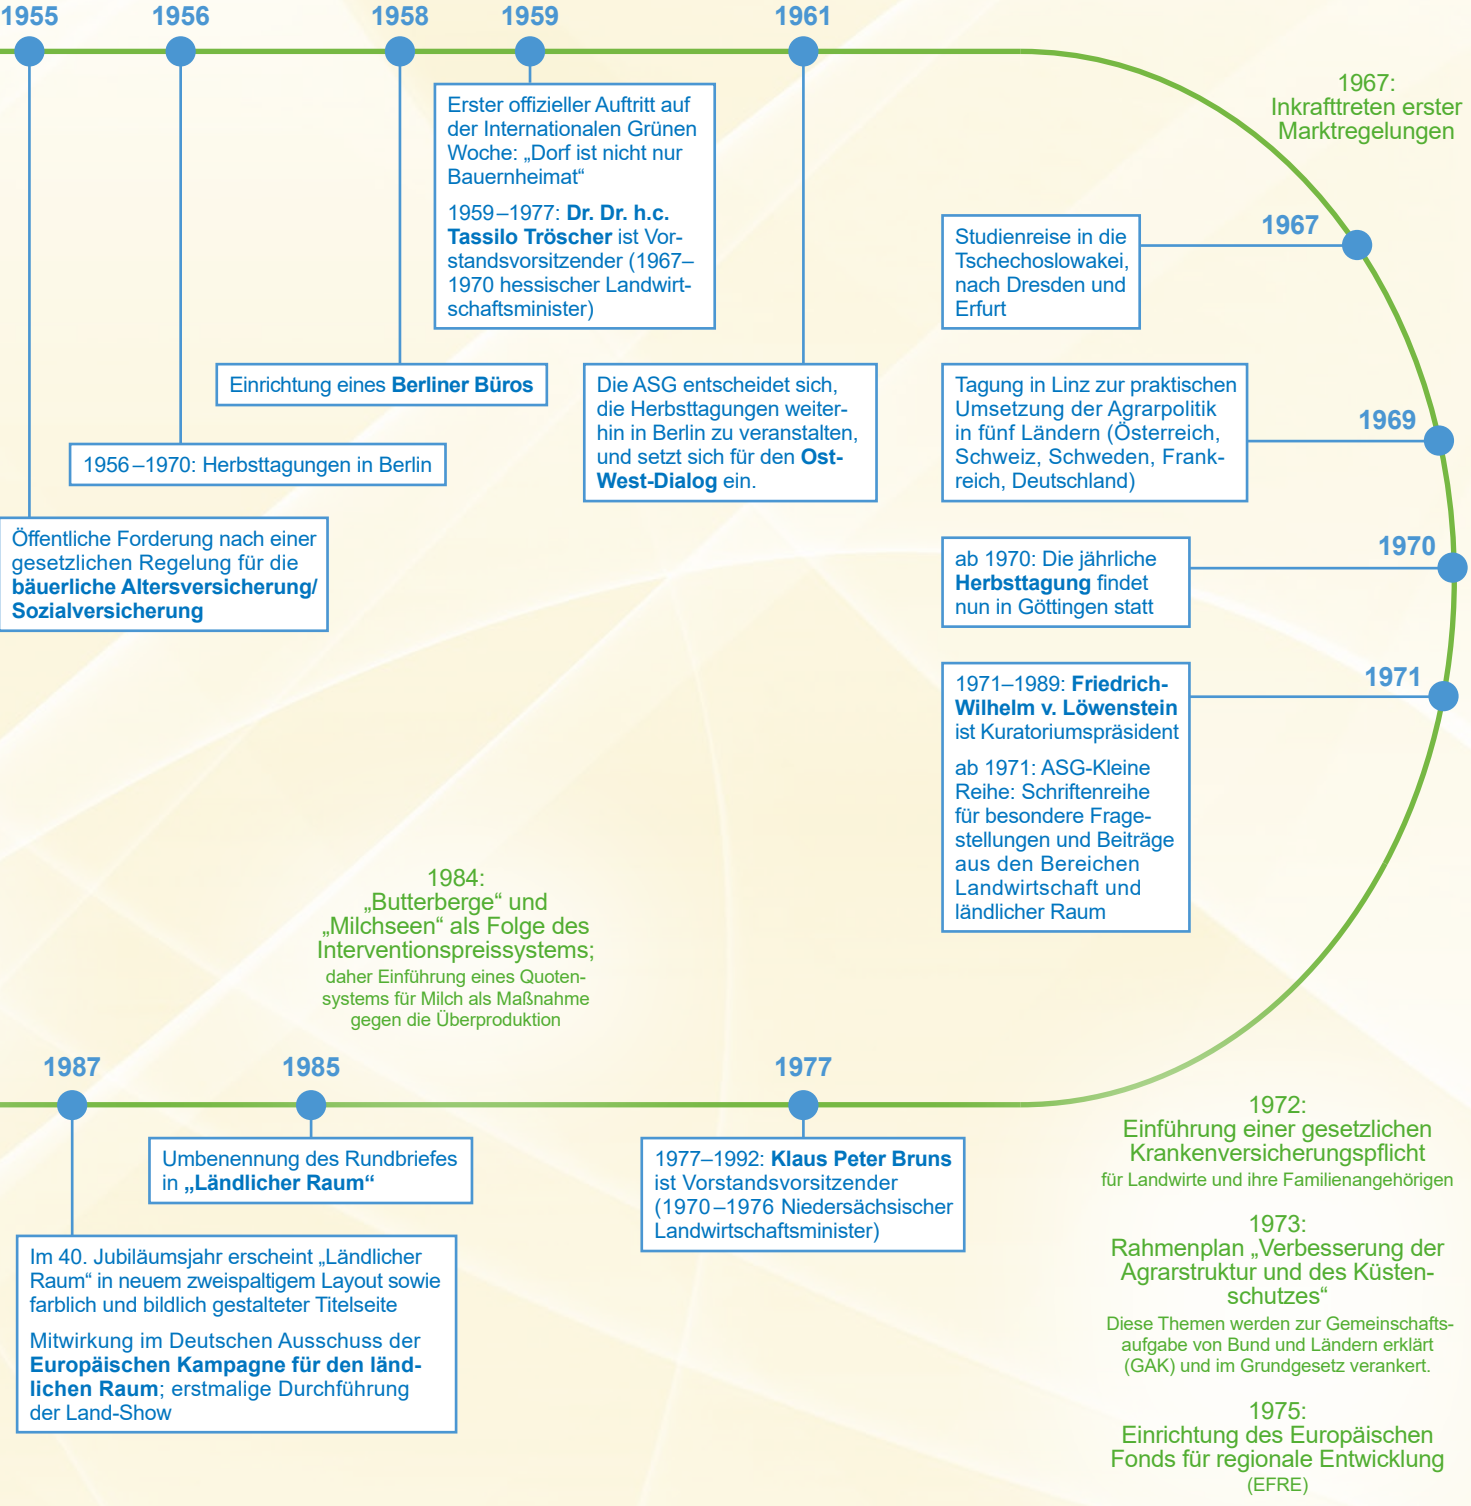 1955
1956
1958
1959
1961
Erster offizieller Auftritt auf
der Internationalen Grünen
Woche: „Dorf ist nicht nur
Bauernheimat“
1959–1977: Dr. Dr. h.c.
Tassilo Tröscher ist Vor-
standsvorsitzender (1967–
1970 hessischer Landwirt-
schaftsminister)
Einrichtung eines Berliner Büros
1956–1970: Herbsttagungen in Berlin
Öffentliche Forderung nach einer
gesetzlichen Regelung für die
bäuerliche Altersversicherung/
Sozialversicherung
Die ASG entscheidet sich,
die Herbsttagungen weiter-
hin in Berlin zu veranstalten,
und setzt sich für den Ost-
West-Dialog ein.
1967:
Inkrafttreten erster
Marktregelungen
1967
Studienreise in die
Tschechoslowakei,
nach Dresden und
Erfurt
1969
Tagung in Linz zur praktischen
Umsetzung der Agrarpolitik
in fünf Ländern (Österreich,
Schweiz, Schweden, Frank-
reich, Deutschland)
1970
ab 1970: Die jährliche
Herbsttagung findet
nun in Göttingen statt
1971
1971–1989: Friedrich-
Wilhelm v. Löwenstein
ist Kuratoriumspräsident
ab 1971: ASG-Kleine
Reihe: Schriftenreihe
für besondere Frage-
stellungen und Beiträge
aus den Bereichen
Landwirtschaft und
ländlicher Raum
1972:
Einführung einer gesetzlichen
Krankenversicherungspflicht
für Landwirte und ihre Familienangehörigen
1973:
Rahmenplan „Verbesserung der
Agrarstruktur und des Küsten-
schutzes“
Diese Themen werden zur Gemeinschafts-
aufgabe von Bund und Ländern erklärt
(GAK) und im Grundgesetz verankert.
1975:
Einrichtung des Europäischen
Fonds für regionale Entwicklung
(EFRE)
1977
1977–1992: Klaus Peter Bruns
ist Vorstandsvorsitzender
(1970–1976 Niedersächsischer
Landwirtschaftsminister)
1984:
„Butterberge“ und
„Milchseen“ als Folge des
Interventionspreissystems;
daher Einführung eines Quoten-
systems für Milch als Maßnahme
gegen die Überproduktion
1985
Umbenennung des Rundbriefes
in „Ländlicher Raum“
1987
Im 40. Jubiläumsjahr erscheint „Ländlicher
Raum“ in neuem zweispaltigem Layout sowie
farblich und bildlich gestalteter Titelseite
Mitwirkung im Deutschen Ausschuss der
Europäischen Kampagne für den länd-
lichen Raum; erstmalige Durchführung
der Land-Show